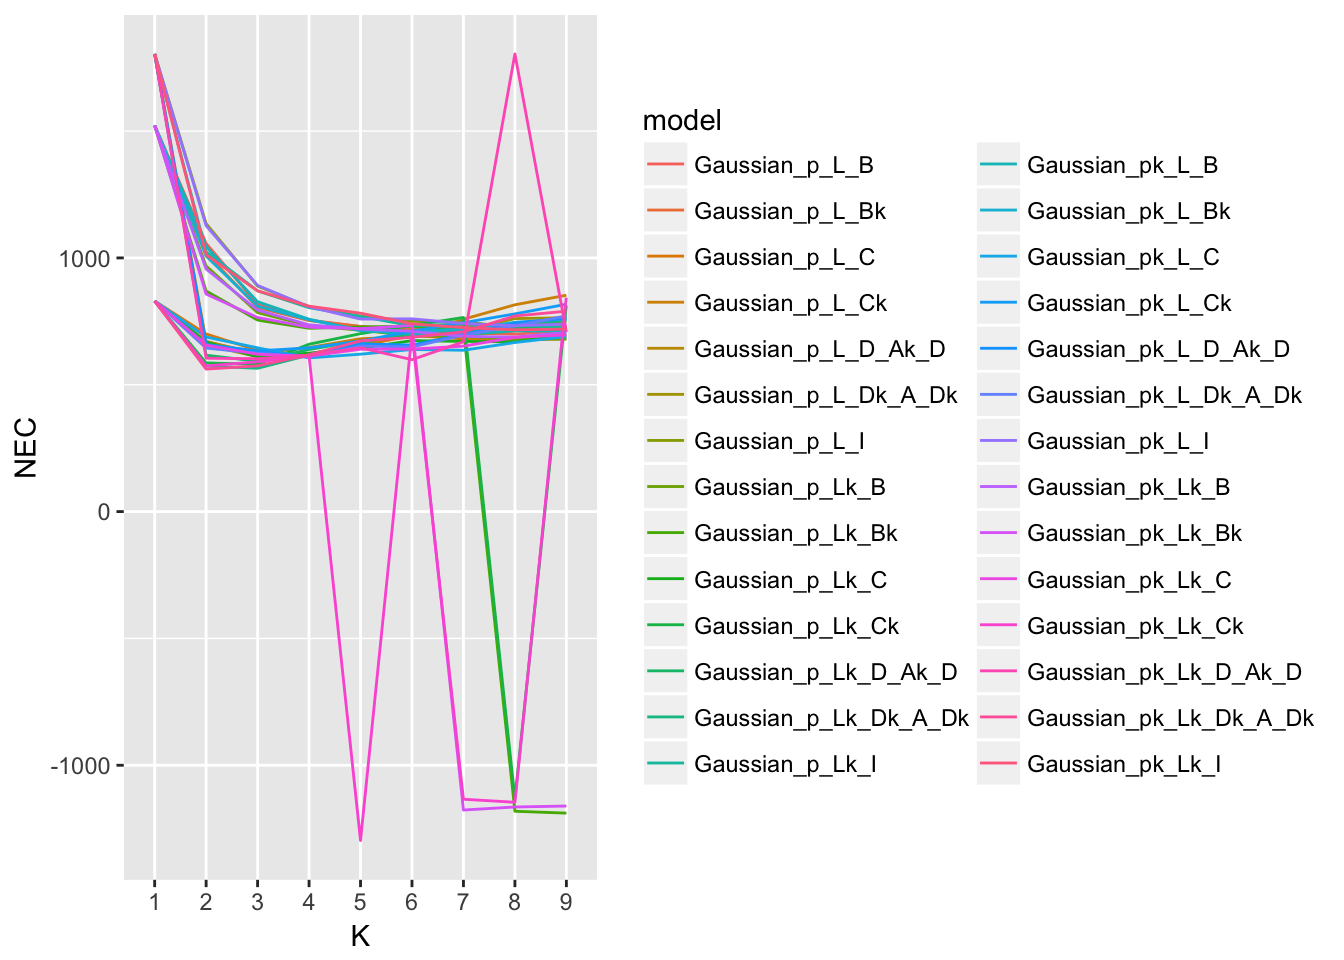 model
Gaussian_p_L_B
Gaussian_p_L_Bk
Gaussian_p_L_C
Gaussian_p_L_Ck
Gaussian_p_L_D_Ak_D
Gaussian_p_L_Dk_A_Dk
Gaussian_p_L_I
Gaussian_p_Lk_B
Gaussian_p_Lk_Bk
Gaussian_p_Lk_C
Gaussian_p_Lk_Ck
Gaussian_p_Lk_D_Ak_D
Gaussian_p_Lk_Dk_A_Dk
Gaussian_p_Lk_I
Gaussian_pk_L_B
Gaussian_pk_L_Bk
Gaussian_pk_L_C
Gaussian_pk_L_Ck
Gaussian_pk_L_D_Ak_D
Gaussian_pk_L_Dk_A_Dk
Gaussian_pk_L_I
Gaussian_pk_Lk_B
Gaussian_pk_Lk_Bk
Gaussian_pk_Lk_C
Gaussian_pk_Lk_Ck
Gaussian_pk_Lk_D_Ak_D
Gaussian_pk_Lk_Dk_A_Dk
Gaussian_pk_Lk_I
NEC
1000
0
-1000
1 2 3 4 5 6 7 8 9
K